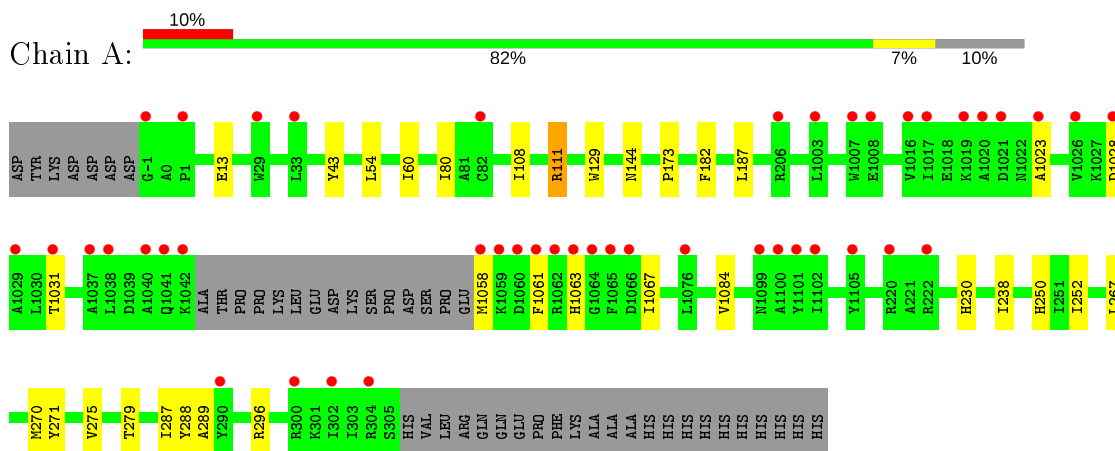 10%
Chain A:
82% 7% 10%
ASP TYR LYS ASP ASP ASP ASP G-1 A0 P1 E13 W29 L33 Y43 L54 I60 I80 A81 C82 I108 R111 W129 N144 P173 F182 L187 R206 L1003 W1007 E1008 V1016 I1017 E1018 K1019 A1020 D1021 N1022 A1023 V1026 K1027 D1028
A1029 L1030 T1031 A1037 L1038 D1039 A1040 Q1041 K1042 ALA THR PRO PRO LYS LEU GLU ASP LYS SER PRO ASP SER PRO GLU M1058 K1059 D1060 F1061 R1062 H1063 G1064 F1065 D1066 I1067 L1076 V1084 N1099 A1100 Y1101 I1102 Y1105 R220 A221 R222 H230 I238 H250 I251 I252 I267
M270 Y271 V275 T279 I287 Y288 A289 Y290 R296 R300 K301 I302 I303 R304 S305 HIS VAL LEU ARG GLN GLN GLU PRO PHE LYS ALA ALA ALA HIS HIS HIS HIS HIS HIS HIS HIS HIS HIS